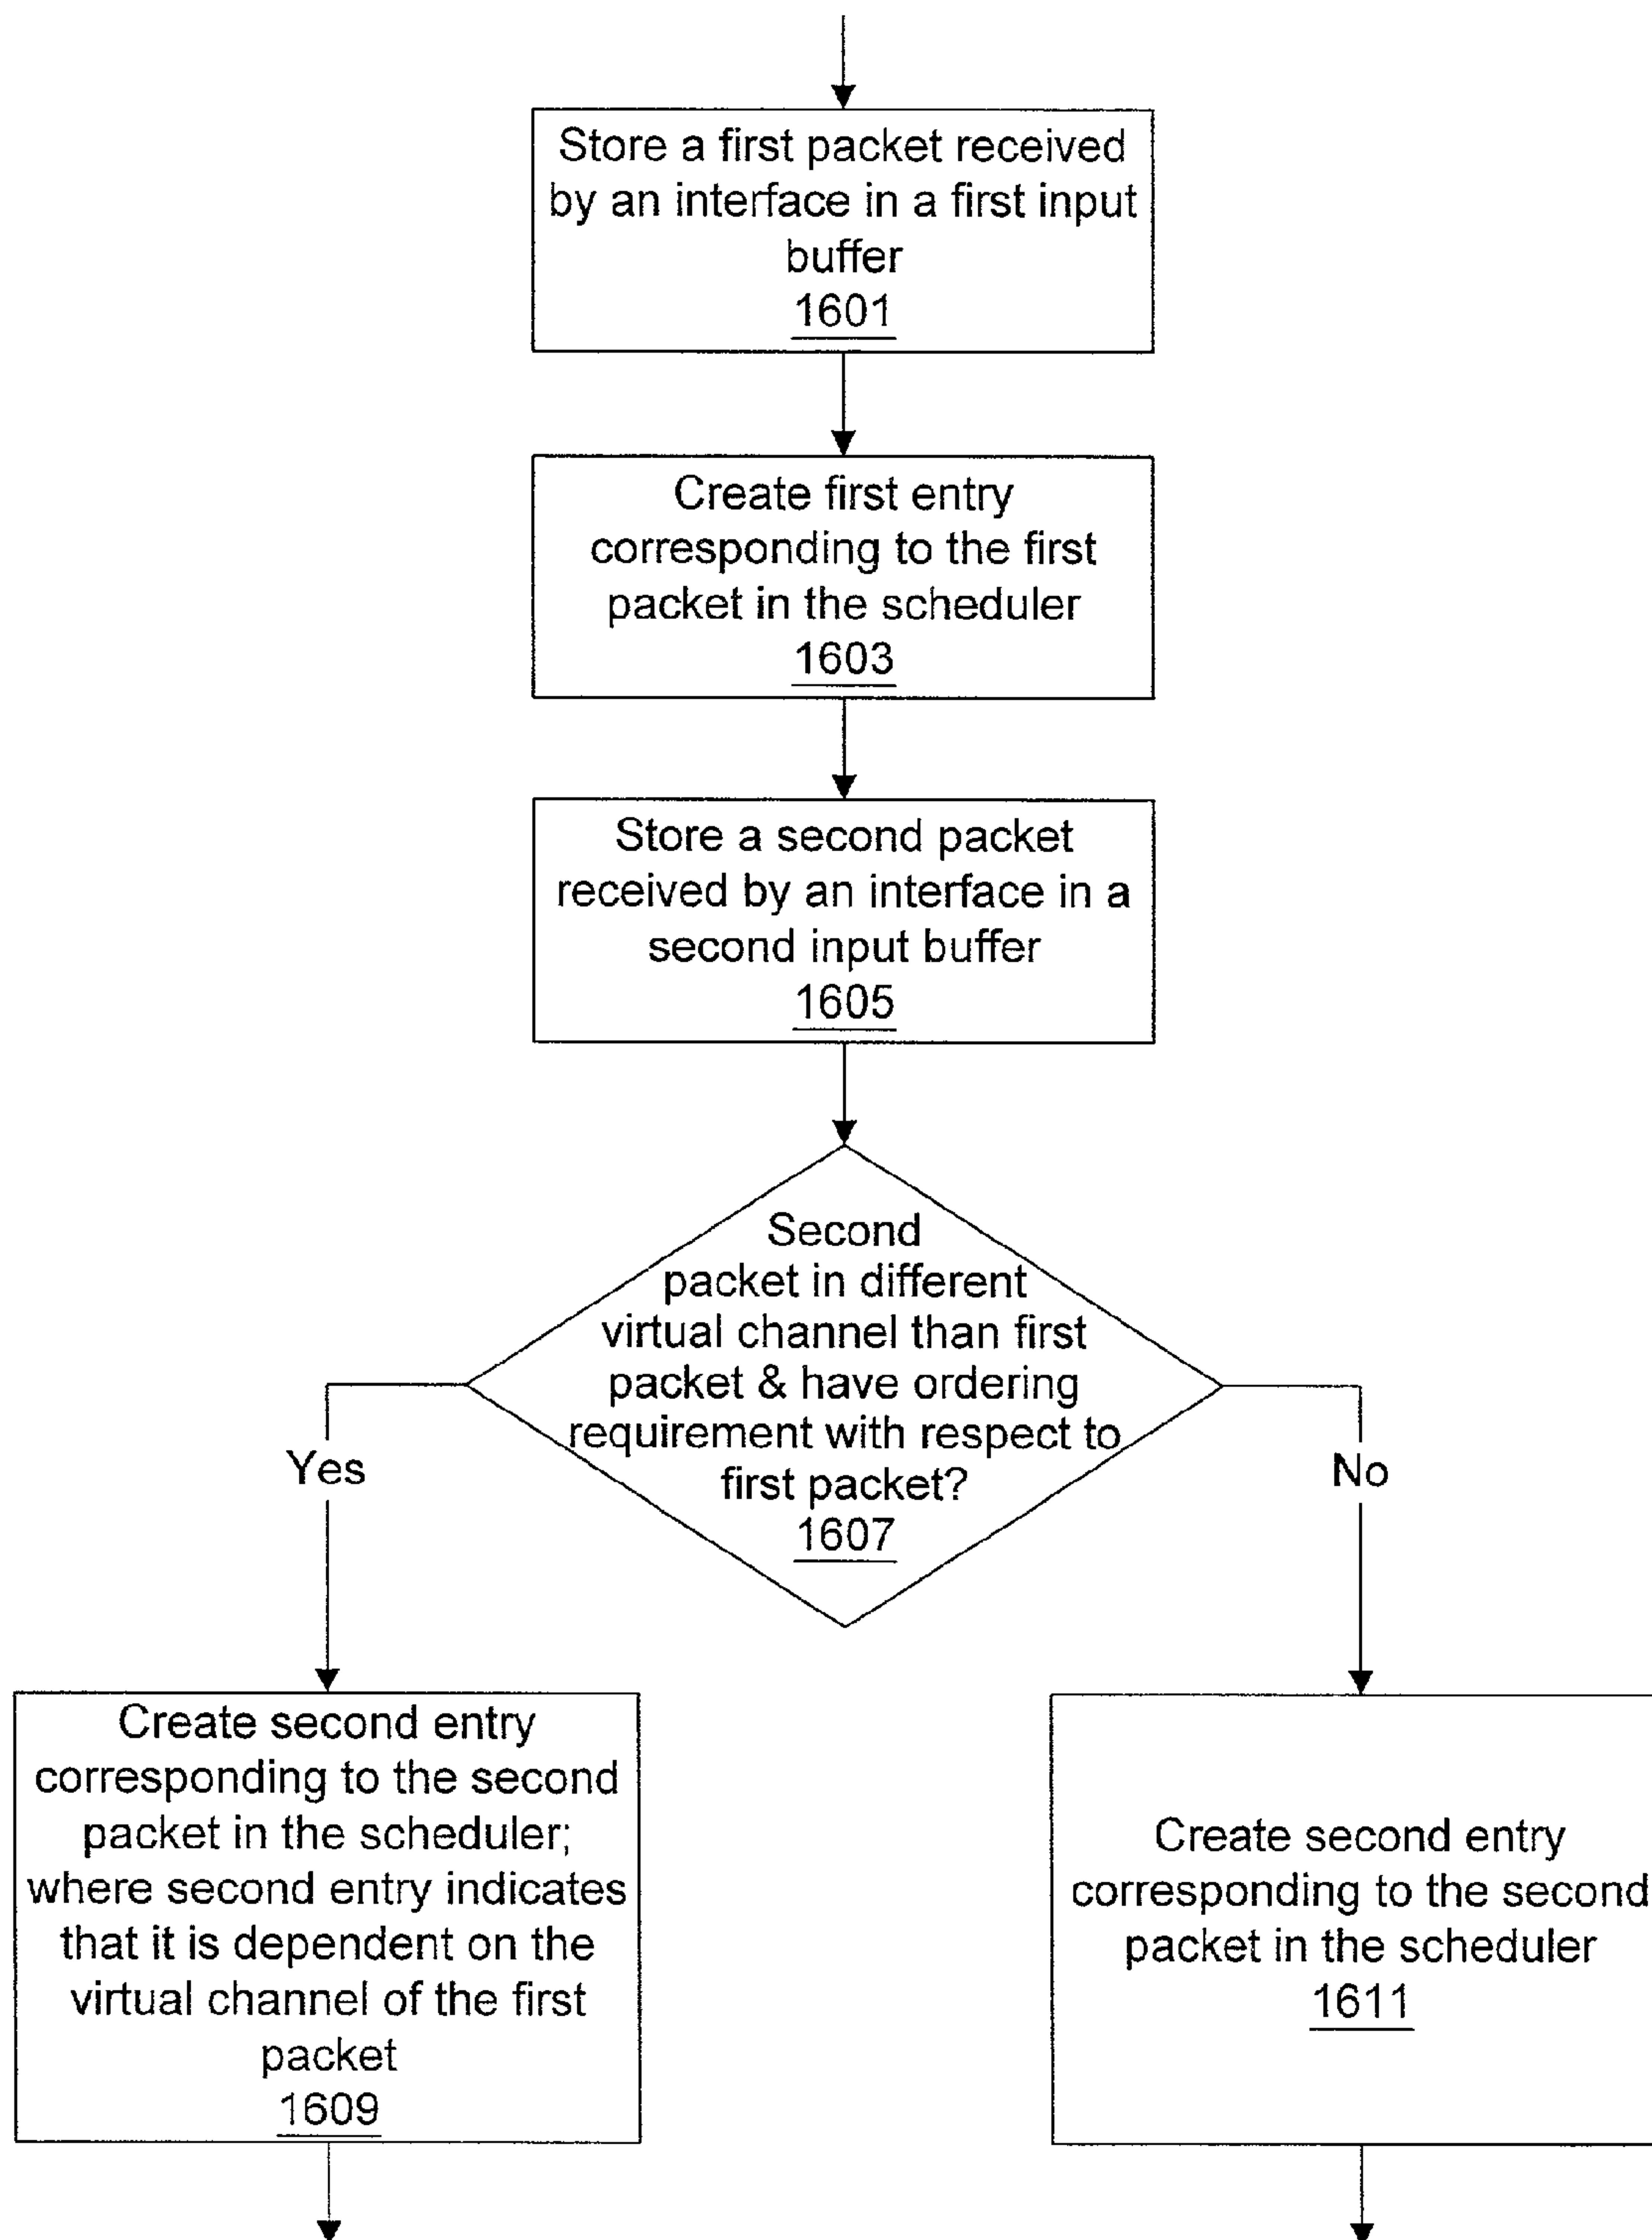 Store a first packet received
by an interface in a first input
buffer
1601
Create first entry
corresponding to the first
packet in the scheduler
1603
Store a second packet
received by an interface in a
second input buffer
1605
Second
packet in different
virtual channel than first
packet & have ordering
requirement with respect to
first packet?
1607
Yes
No
Create second entry
corresponding to the second
packet in the scheduler;
where second entry indicates
that it is dependent on the
virtual channel of the first
packet
1609
Create second entry
corresponding to the second
packet in the scheduler
1611